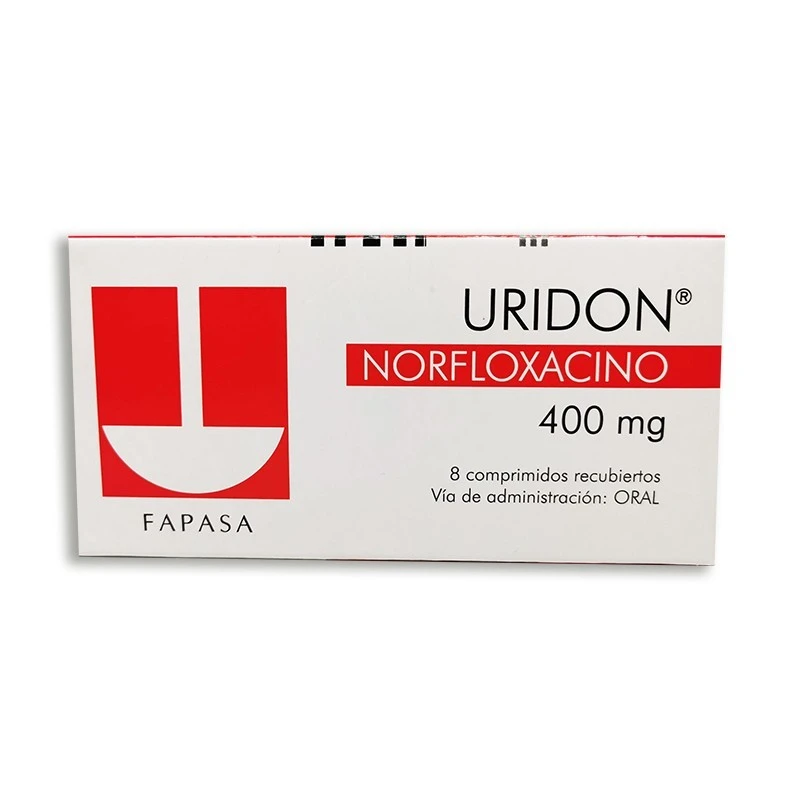 URIDON®
NORFLOXACINO
400 mg
8 comprimidos recubiertos
Vía de administración: ORAL
FAPASA